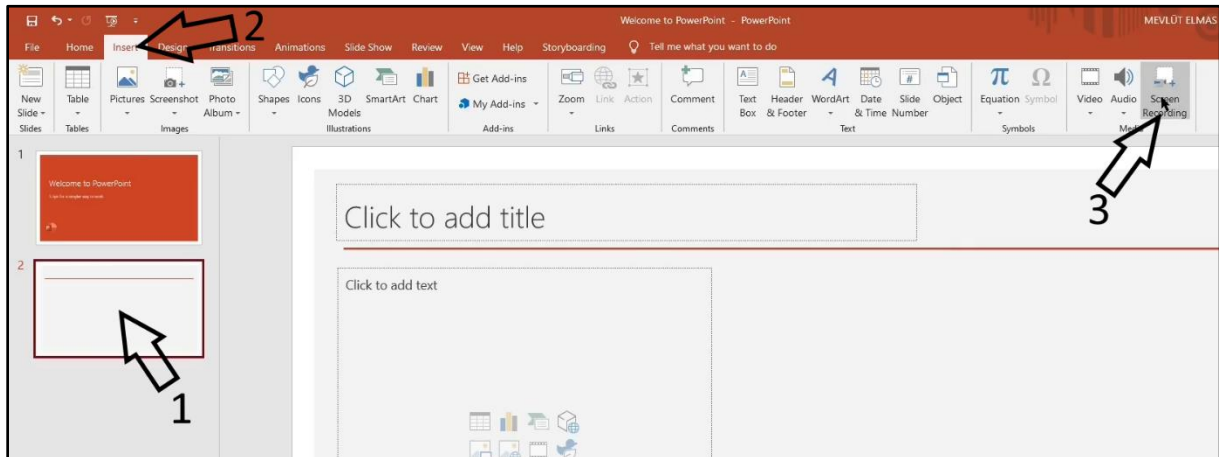 Welcome to PowerPoint - PowerPoint
MEVLÜT ELMAS
2
File Home Insert Design Transitions Animations Slide Show Review View Help Storyboarding Tell me what you want to do
New Slide
Table
Pictures
Screenshot
Photo Album
Shapes
Icons
3D Models
SmartArt
Chart
Get Add-ins
My Add-ins
Zoom
Link
Action
Comment
Text Box
Header & Footer
WordArt
Date & Time
Slide Number
#
Object
π
Equation
Ω
Symbol
Video
Audio
Screen Recording
Slides Tables Images Illustrations Add-ins Links Comments Text Symbols Media
3
1
Welcome to PowerPoint
2
1
Click to add title
Click to add text